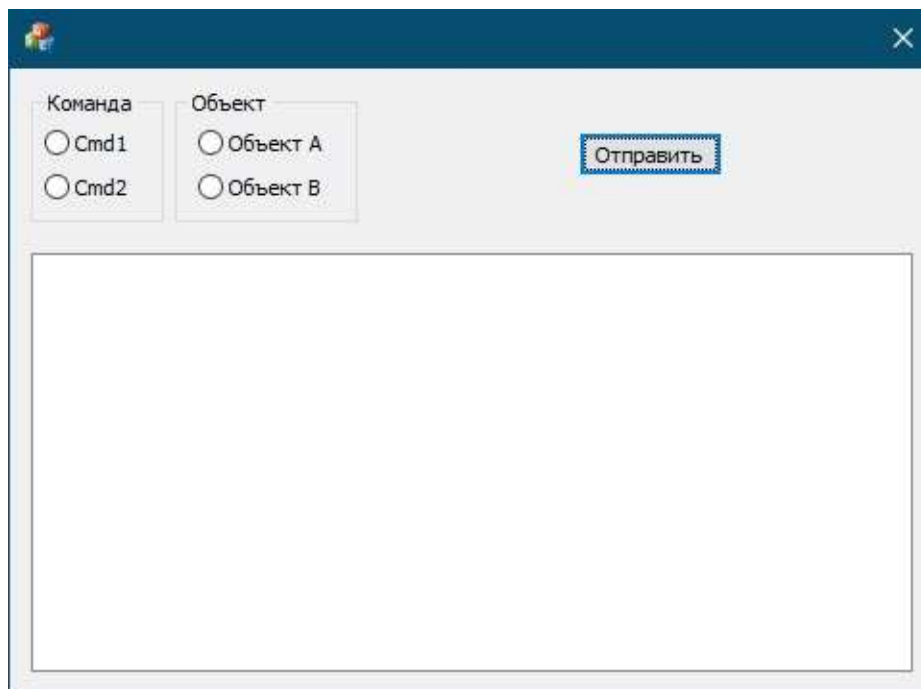 Команда
Cmd1
Cmd2
Объект
Объект A
Объект B
Отправить